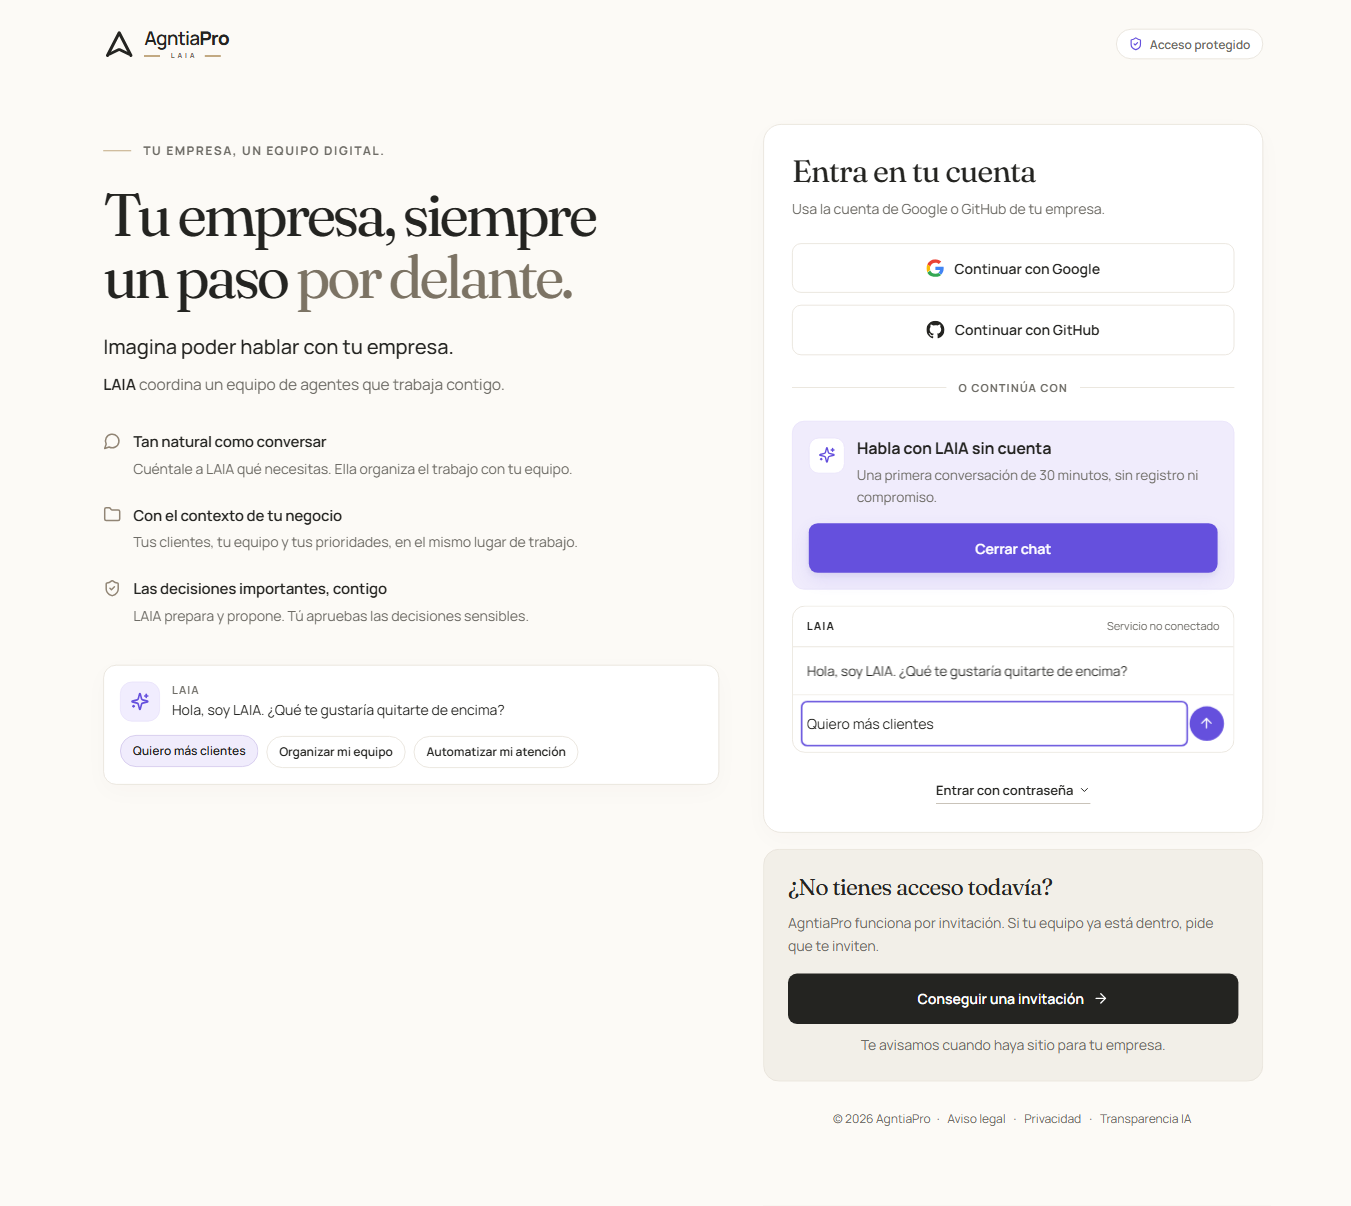 AgntiaPro
LAIA
Acceso protegido
TU EMPRESA, UN EQUIPO DIGITAL.
Tu empresa, siempre
un paso por delante.
Imagina poder hablar con tu empresa.
LAIA coordina un equipo de agentes que trabaja contigo.
Tan natural como conversar
Cuéntale a LAIA qué necesitas. Ella organiza el trabajo con tu equipo.
Con el contexto de tu negocio
Tus clientes, tu equipo y tus prioridades, en el mismo lugar de trabajo.
Las decisiones importantes, contigo
LAIA prepara y propone. Tú apruebas las decisiones sensibles.
LAIA
Hola, soy LAIA. ¿Qué te gustaría quitarte de encima?
Quiero más clientes
Organizar mi equipo
Automatizar mi atención
Entra en tu cuenta
Usa la cuenta de Google o GitHub de tu empresa.
Continuar con Google
Continuar con GitHub
O CONTINÚA CON
Habla con LAIA sin cuenta
Una primera conversación de 30 minutos, sin registro ni
compromiso.
Cerrar chat
LAIA
Servicio no conectado
Hola, soy LAIA. ¿Qué te gustaría quitarte de encima?
Quiero más clientes
Entrar con contraseña
¿No tienes acceso todavía?
AgntiaPro funciona por invitación. Si tu equipo ya está dentro, pide
que te inviten.
Conseguir una invitación
Te avisamos cuando haya sitio para tu empresa.
© 2026 AgntiaPro · Aviso legal · Privacidad · Transparencia IA